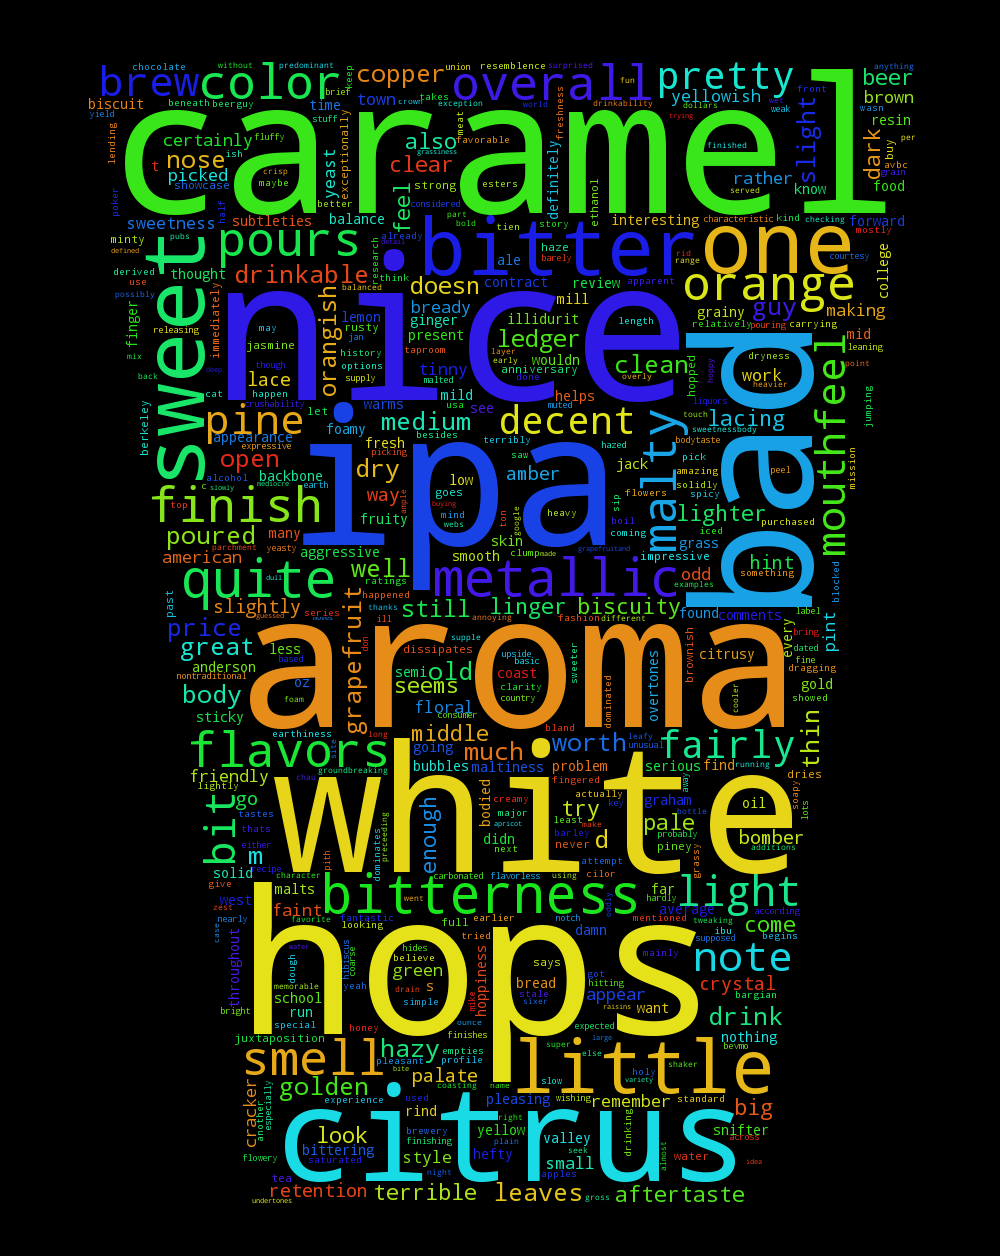 chocolate without predominant union resemblence surprised anything
brew color brief keep copper takes overall fun pretty front beer
biscuit beneath beerguy time town crown exception world dollars yellowish weak wet brown
yield stuff meat drinkability trying wasn resin
caramel
lending certainly fluffy exceptionally also favorable freshness slight dark buy per
t nose ish yeast clear grassiness finished avbc
picked crisp strong esters definitely rather grain
poker showcase maybe better considered ethanol served know food
sweetness half subtleties balance feel part bold story interesting characteristic kind checking forward
minty pubs pours already detail bitter tien haze rid one mostly
defined derived thought drinkable research think ale barely range courtesy
use sweet balanced doesn contract review apparent orange college
possibly finger immediately orangish lemon bready mill length grainy guy making
releasing may rusty ginger illidurit relatively pouring carrying
nice
mix jasmine jan present ledger hoppy mid
back though history taproom layer wouldn clean dryness leaning point
cat deep lace options tinny early anniversary hopped work heavier
happen supply malted done overly liquors
crushability mild usa see helps touch jumping
pine let warms medium muted decent lacing bad mouthfeel
berkeley appearance foamy besides terribly hazed malty sweetnessbody
expressive fresh picking saw bodytaste
open backbone dry low amber jack pick amazing mission
c alcohol earth way goes flowers solidly peel
top slowly mediocre ample mind buying heavy sip spicy
finish fruity webs ton google boil lighter purchased
poured many skin coming iced
parchment yeasty aggressive smooth clump made grapefruitand grass
american well ipa impressive hint
quite dull ratings metallic odd something blocked
past slightly happened examples
guessed series moves thanks still linger biscuity found comments label
price grapefruit ill annoying fashion different every pint bring
great less don dissipates supple upside brownish citrusy dated
anderson based semi old basic sweeter fine dragging
nontraditional oz seems coast clarity overtones cooler gold
body foam country dominated showed
sticky aroma
earthiness long floral consumer bland leafy thin
flavors site middle going much worth unusual fairly
friendly groundbreaking bubbles maltiness problem serious find running dries
lightly chau bodied fingered away
go creamy actually key graham oil soapy lots
tastes white major try bottle
thats enough apricot least make pale bomber
bit either preceeding didn barley d probably
m recipe pith dominates next never piney grassy additions
solid character carbonated flavorless attempt cilor
give malts went using bitterness far hardly light
west favorite notch oddly average according
zest faint fantastic full earlier mentioned tweaking come
nearly looking damn ibu
case tried supposed begins
throughout wafer hides says mainly note
dough hibiscus believe hoppiness got
memorable coarse green bread hitting
school yeah drain s stale appear want crystal
bright run simple mike sixer raisins bargian
special ounce large drink
honey hops expected
juxtaposition finishes super nothing
hazy empties else bevmo
smell pleasant profile holy shaker
bite palate coasting name slow variety little
golden used pleasing wishing standard
cracker experience rind remember big
another especially brewery right drinking snifter
look finishing yellow valley across
bittering plain seek almost
flowery saturated style hefty small water idea
tea night citrus apples
retention terrible leaves gross aftertaste
undertones